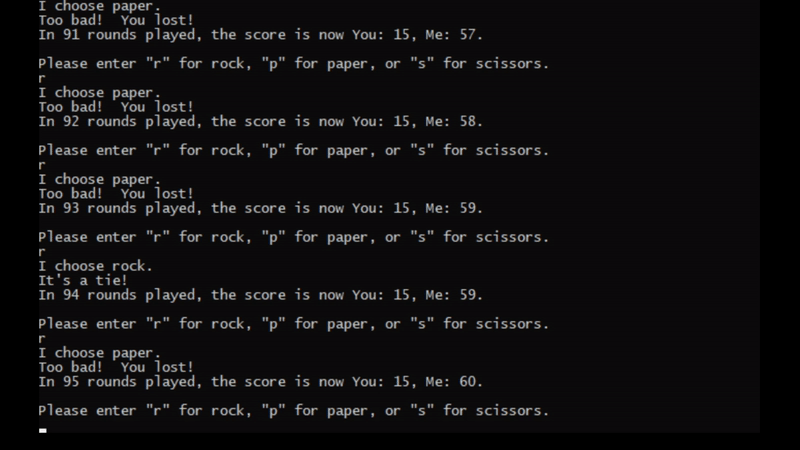 I choose paper.
Too bad!  You lost!
In 91 rounds played, the score is now You: 15, Me: 57.
Please enter "r" for rock, "p" for paper, or "s" for scissors.
r
I choose paper.
Too bad!  You lost!
In 92 rounds played, the score is now You: 15, Me: 58.
Please enter "r" for rock, "p" for paper, or "s" for scissors.
r
I choose paper.
Too bad!  You lost!
In 93 rounds played, the score is now You: 15, Me: 59.
Please enter "r" for rock, "p" for paper, or "s" for scissors.
r
I choose rock.
It's a tie!
In 94 rounds played, the score is now You: 15, Me: 59.
Please enter "r" for rock, "p" for paper, or "s" for scissors.
r
I choose paper.
Too bad!  You lost!
In 95 rounds played, the score is now You: 15, Me: 60.
Please enter "r" for rock, "p" for paper, or "s" for scissors.